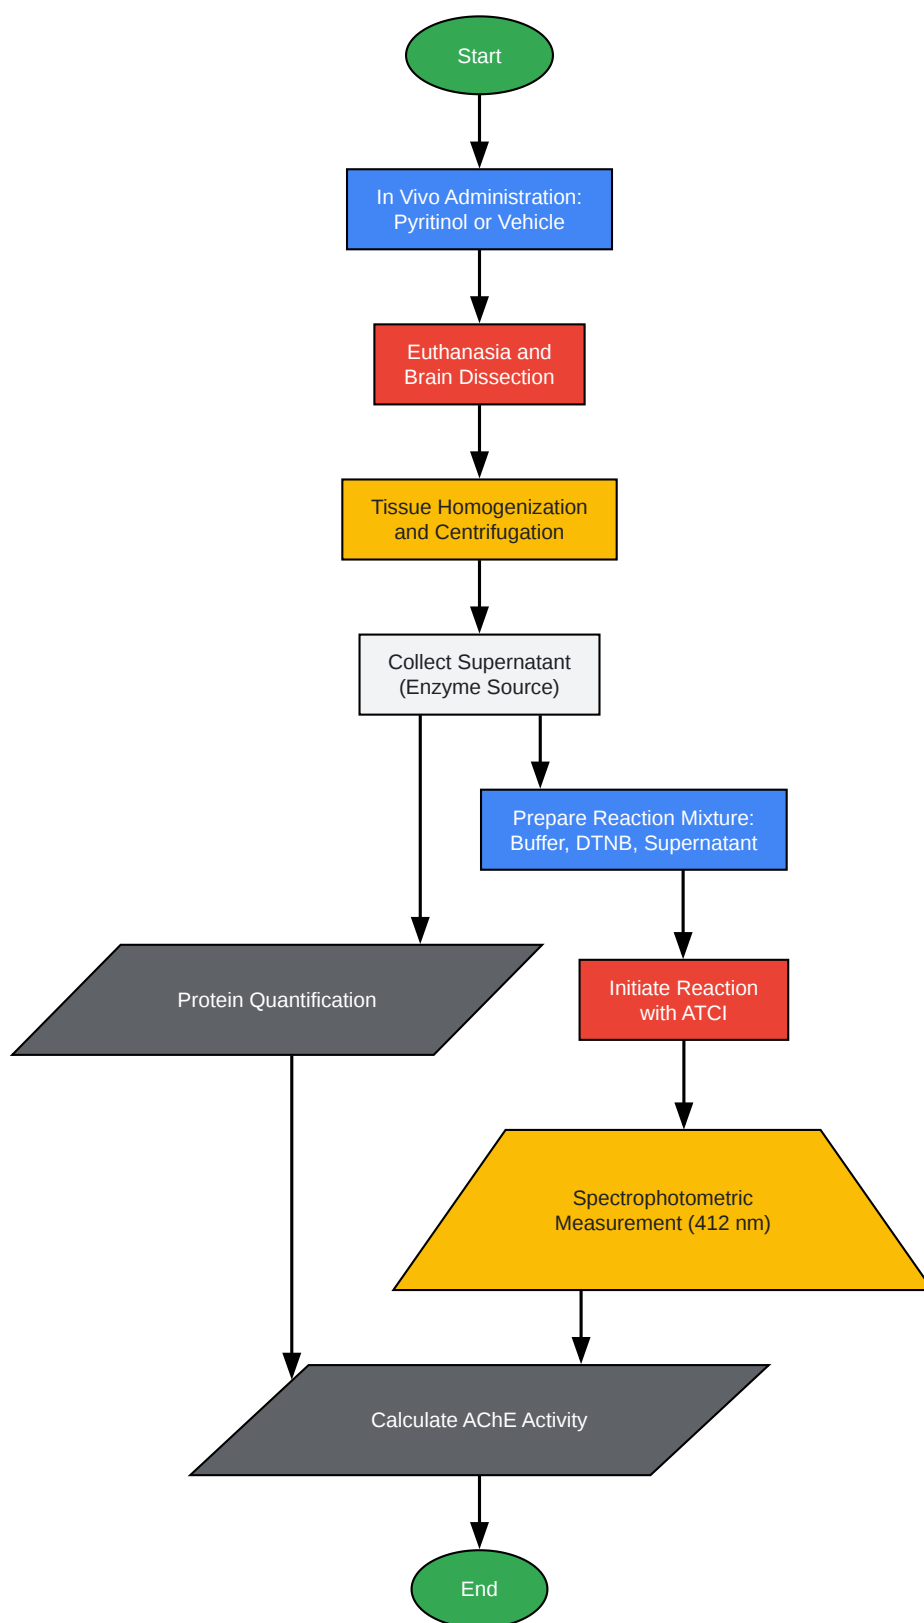 Start
In Vivo Administration:
Pyritinol or Vehicle
Euthanasia and
Brain Dissection
Tissue Homogenization
and Centrifugation
Collect Supernatant
(Enzyme Source)
Prepare Reaction Mixture:
Buffer, DTNB, Supernatant
Protein Quantification
Initiate Reaction
with ATCI
Spectrophotometric
Measurement (412 nm)
Calculate AChE Activity
End